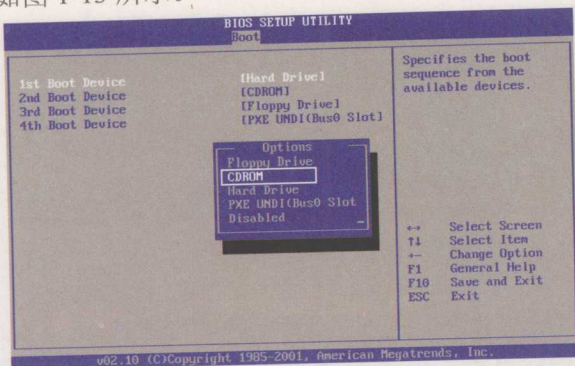 如图 1-13 所示
BIOS SETUP UTILITY
Boot
1st Boot Device [Hard Drive]
2nd Boot Device [CDROM]
3rd Boot Device [Floppy Drive]
4th Boot Device [PXE UNDI(Bus0 Slot]
Options
Floppy Drive
CDROM
Hard Drive
PXE UNDI(Bus0 Slot
Disabled
Specifies the boot
sequence from the
available devices.
↔ Select Screen
↑↓ Select Item
+- Change Option
F1 General Help
F10 Save and Exit
ESC Exit
v02.10 (C)Copyright 1985-2001, American Megatrends, Inc.